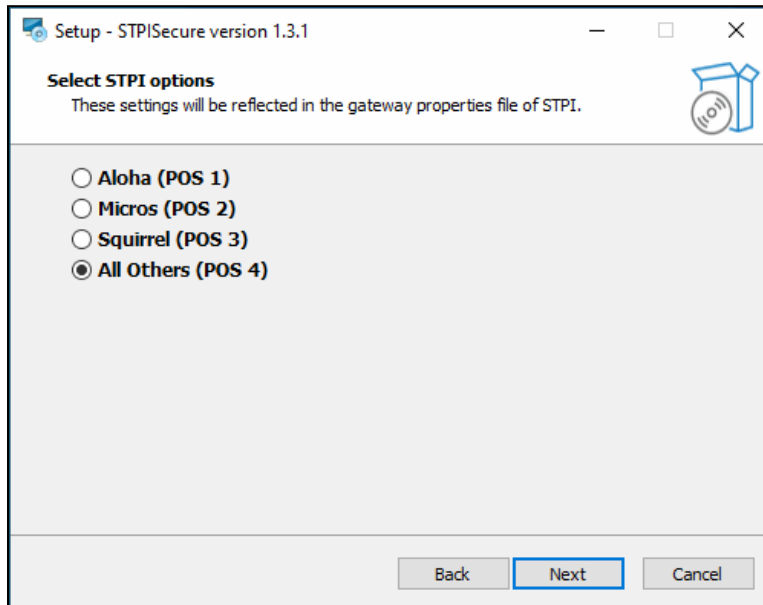 Setup - STPISecure version 1.3.1
Select STPI options
These settings will be reflected in the gateway properties file of STPI.
Aloha (POS 1)
Micros (POS 2)
Squirrel (POS 3)
All Others (POS 4)
Back Next Cancel